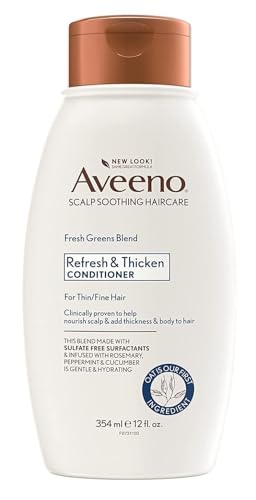 NEW LOOK!
SAME GREAT FORMULA
Aveeno®
SCALP SOOTHING HAIRCARE
Fresh Greens Blend
Refresh & Thicken
CONDITIONER
For Thin/Fine Hair
Clinically proven to help
nourish scalp & add thickness & body to hair
THIS BLEND MADE WITH
SULFATE FREE SURFACTANTS
& INFUSED WITH ROSEMARY,
PEPPERMINT & CUCUMBER
IS GENTLE & HYDRATING
OAT IS OUR FIRST
INGREDIENT
354 ml e 12 fl. oz.